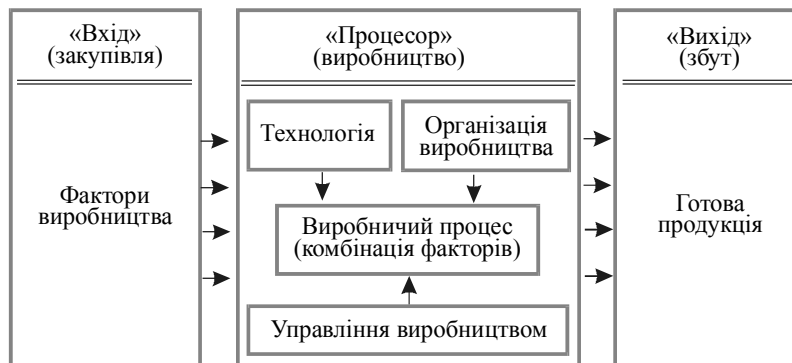 «Вхід»
(закупівля)
Фактори
виробництва
«Процесор»
(виробництво)
Технологія
Організація
виробництва
Виробничий процес
(комбінація факторів)
Управління виробництвом
«Вихід»
(збут)
Готова
продукція